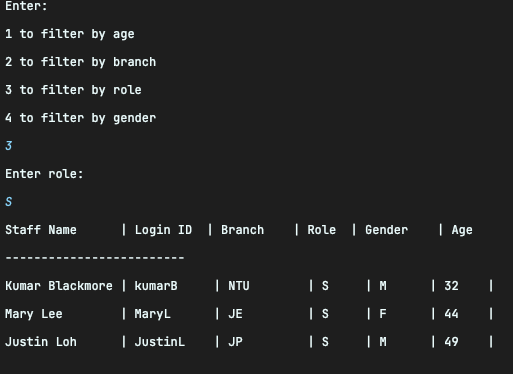 Enter:
1 to filter by age
2 to filter by branch
3 to filter by role
4 to filter by gender
3
Enter role:
S
Staff Name      | Login ID  | Branch    | Role  | Gender    | Age
-------------------------
Kumar Blackmore | kumarB     | NTU        | S     | M      | 32    |
Mary Lee        | MaryL      | JE         | S     | F      | 44    |
Justin Loh      | JustinL    | JP         | S     | M      | 49    |